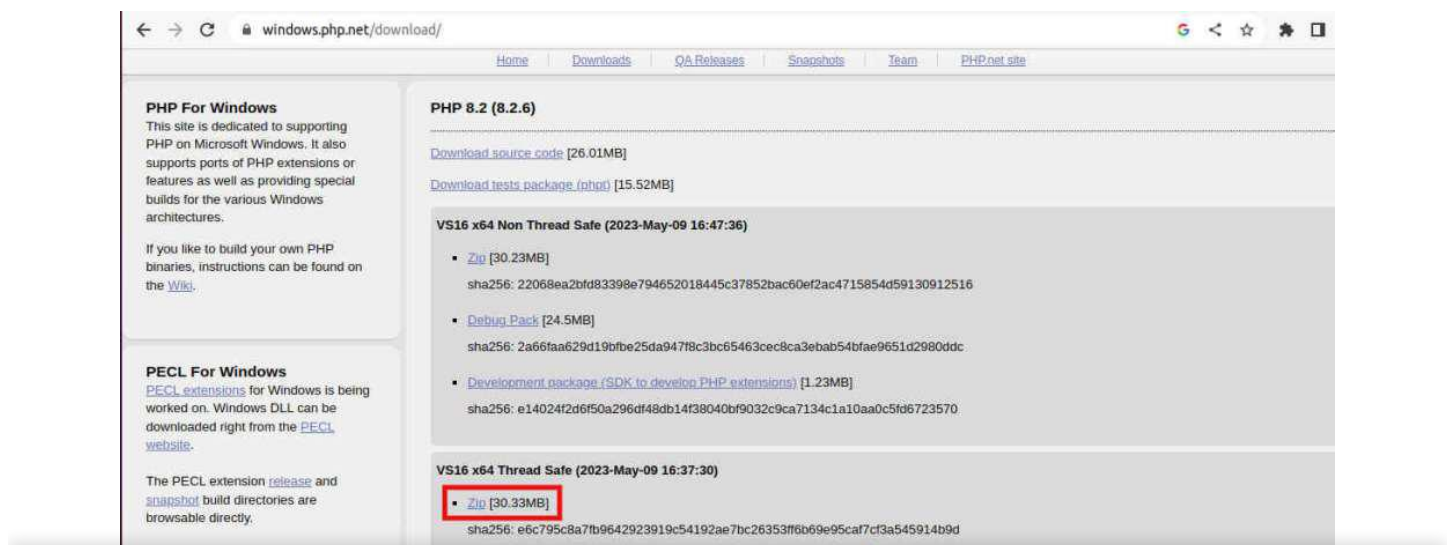 windows.php.net/download/
Home Downloads QA Releases Snapshots Team PHP.net site
PHP For Windows
This site is dedicated to supporting
PHP on Microsoft Windows. It also
supports ports of PHP extensions or
features as well as providing special
builds for the various Windows
architectures.
If you like to build your own PHP
binaries, instructions can be found on
the Wiki.
PECL For Windows
PECL extensions for Windows is being
worked on. Windows DLL can be
downloaded right from the PECL
website.
The PECL extension release and
snapshot build directories are
browsable directly.
PHP 8.2 (8.2.6)
Download source code [26.01MB]
Download tests package (phpt) [15.52MB]
VS16 x64 Non Thread Safe (2023-May-09 16:47:36)
Zip [30.23MB]
sha256: 22068ea2bfd83398e794652018445c37852bac60ef2ac4715854d59130912516
Debug Pack [24.5MB]
sha256: 2a66faa629d19bfbe25da947f8c3bc65463cec8ca3ebab54bfae9651d2980ddc
Development package (SDK to develop PHP extensions) [1.23MB]
sha256: e14024f2d6f50a296df48db14f38040bf9032c9ca7134c1a10aa0c5fd6723570
VS16 x64 Thread Safe (2023-May-09 16:37:30)
Zip [30.33MB]
sha256: e6c795c8a7fb9642923919c54192ae7bc26353ff6b69e95caf7cf3a545914b9d